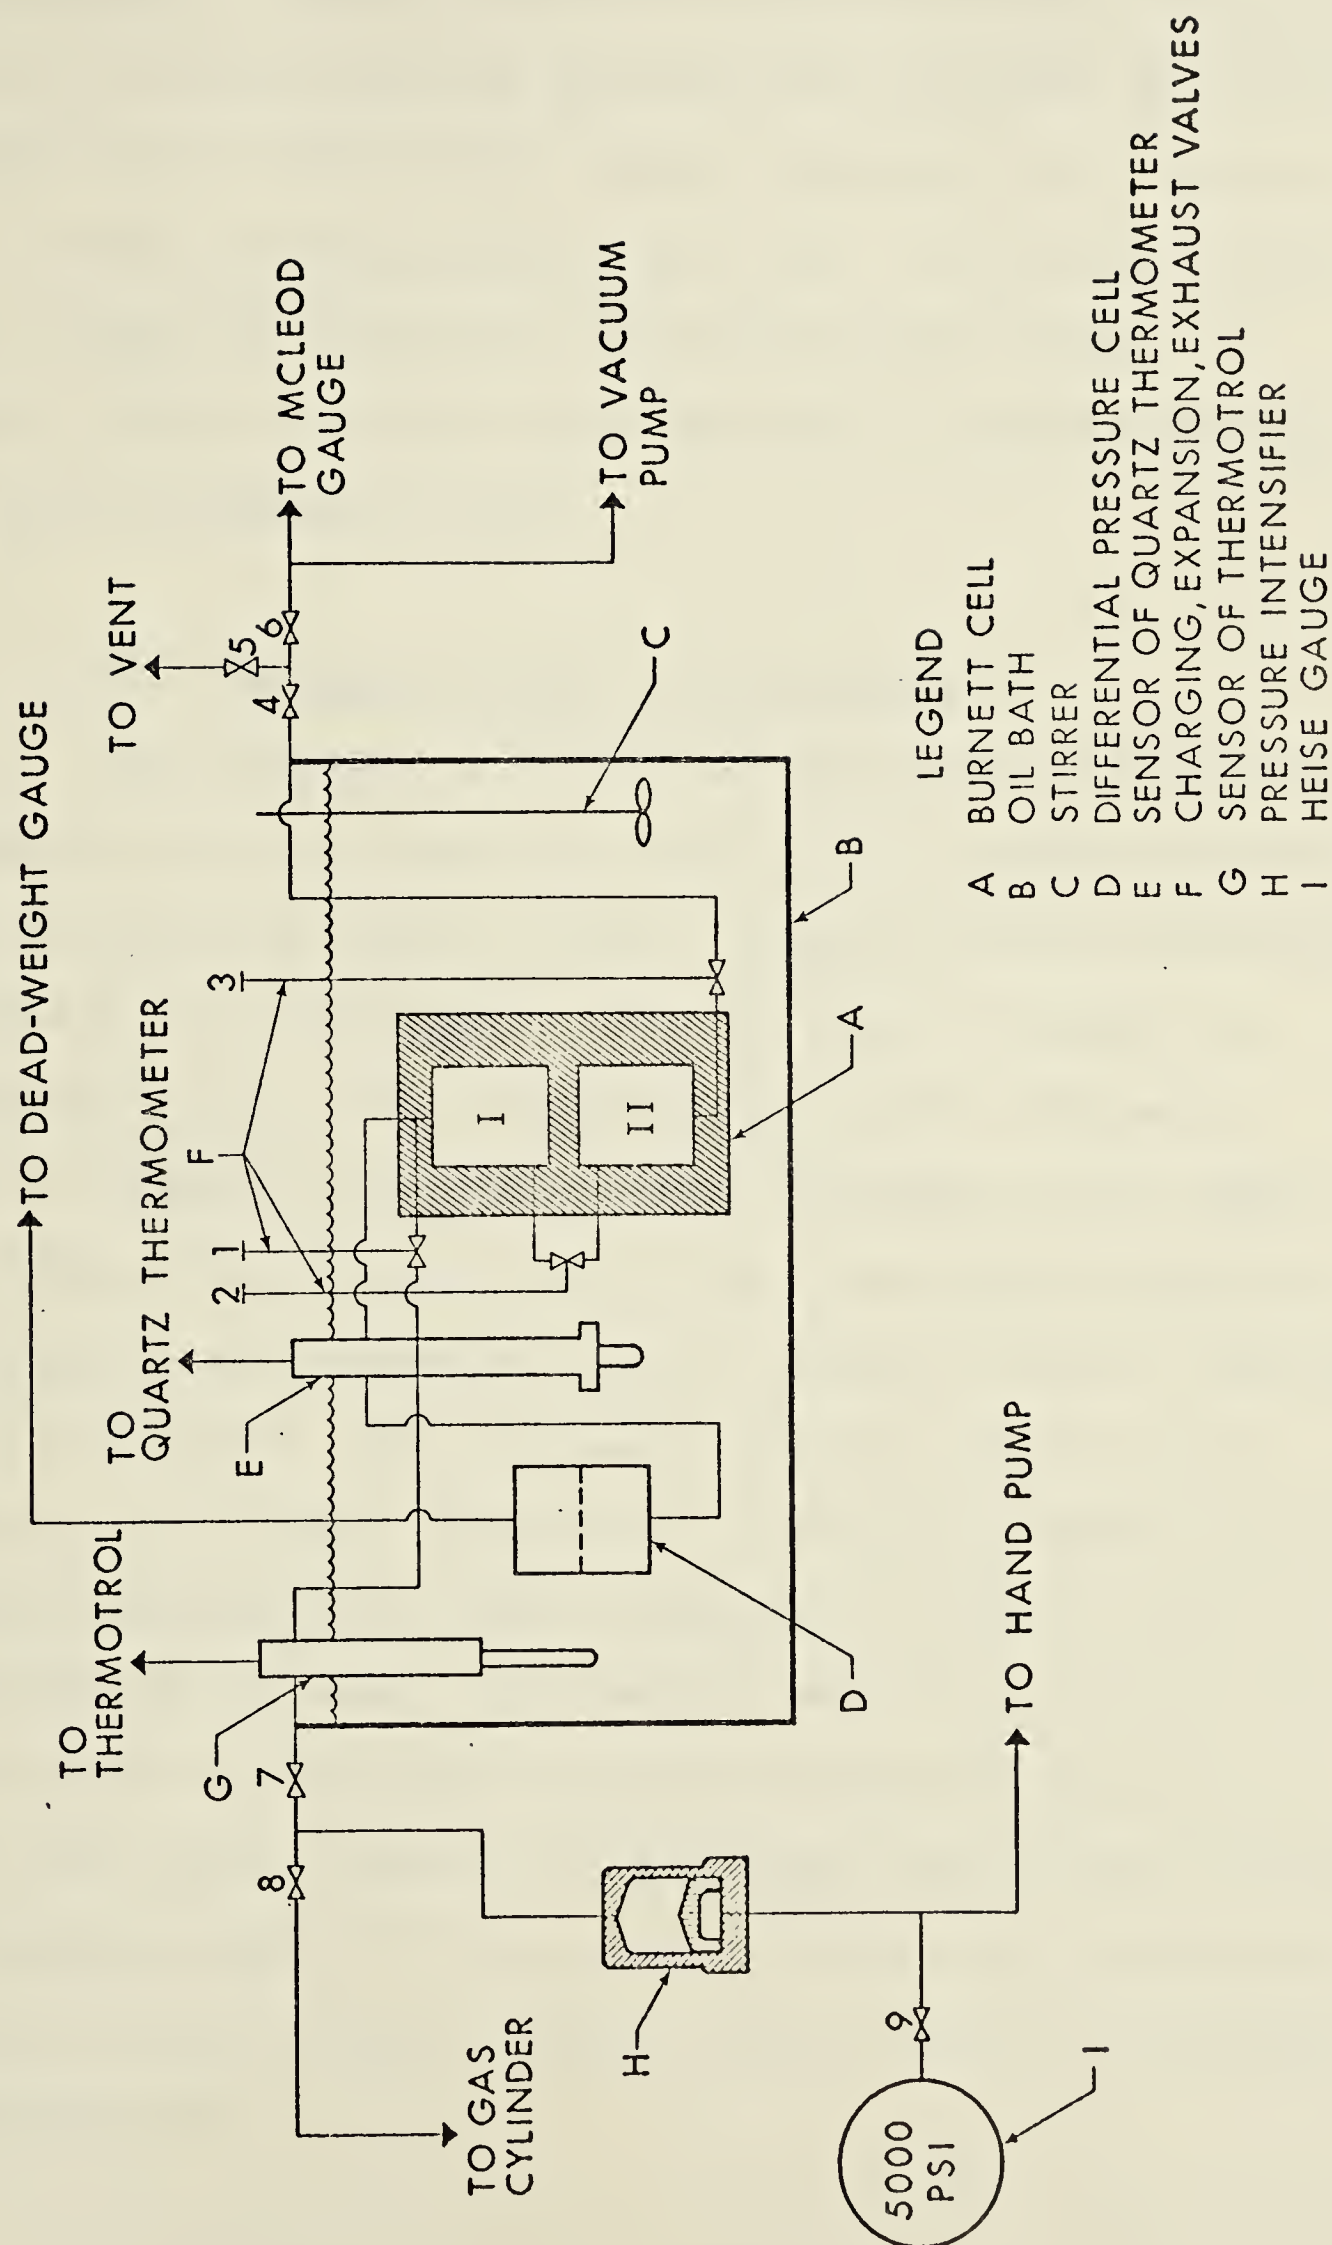 TO DEAD-WEIGHT GAUGE
TO
THERMOTROL
TO
QUARTZ THERMOMETER
TO VENT
G
E
F
2
1
3
8
7
4
5
6
TO MCLEOD
GAUGE
TO GAS
CYLINDER
I
II
C
TO VACUUM
PUMP
H
D
A
B
5000
PSI
9
I
TO HAND PUMP
LEGEND
A BURNETT CELL
B OIL BATH
C STIRRER
D DIFFERENTIAL PRESSURE CELL
E SENSOR OF QUARTZ THERMOMETER
F CHARGING, EXPANSION, EXHAUST VALVES
G SENSOR OF THERMOTROL
H PRESSURE INTENSIFIER
I HEISE GAUGE